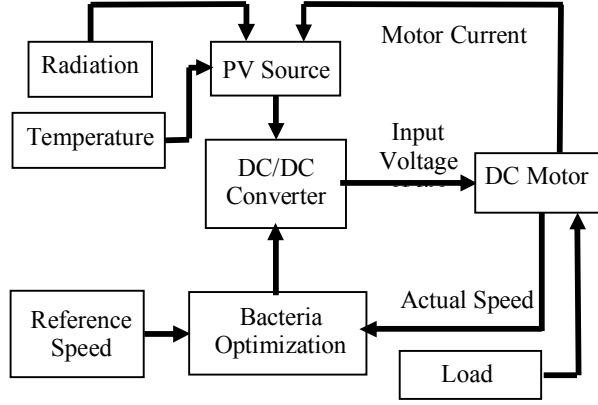 Motor Current
Radiation
PV Source
Temperature
Input
Voltage
DC/DC
Converter
DC Motor
Reference
Speed
Bacteria
Optimization
Actual Speed
Load